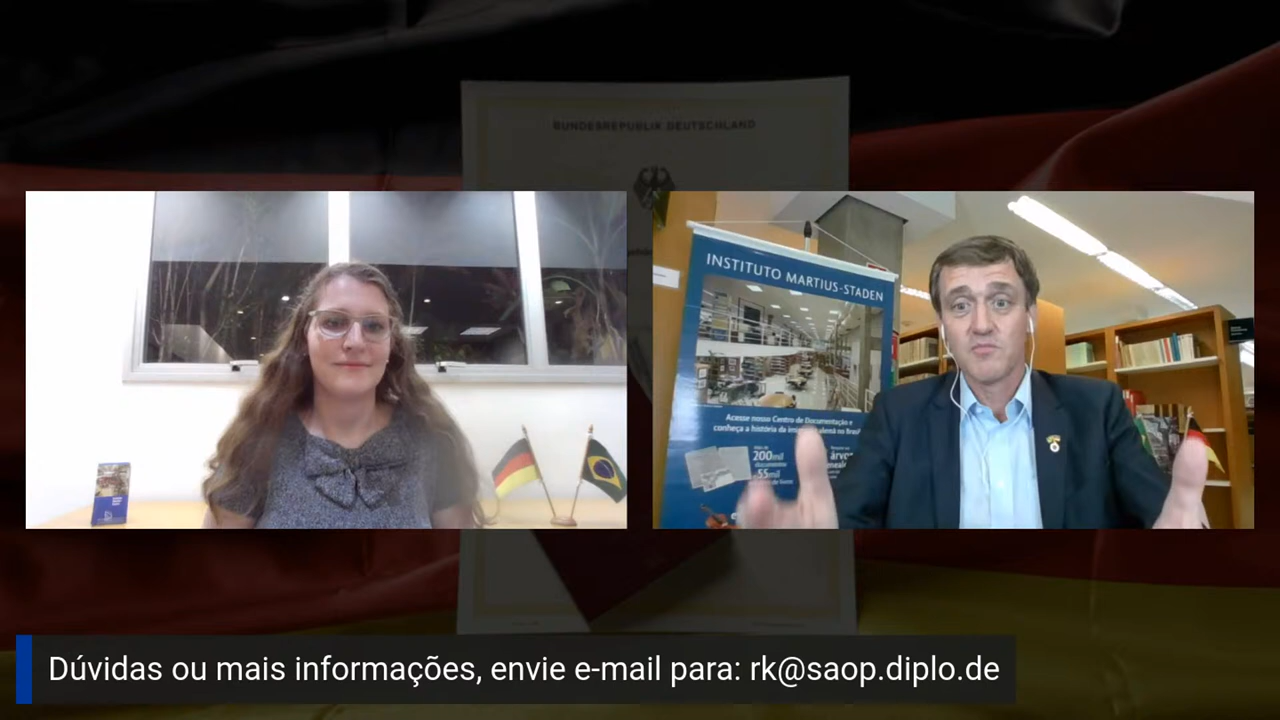 BUNDESREPUBLIK DEUTSCHLAND
INSTITUTO MARTIUS-STADEN
Acesse nosso Centro de Documentação e
conheça a história da
alemã no Brasil
200mil
documentos
55mil
Dúvidas ou mais informações, envie e-mail para: rk@saop.diplo.de